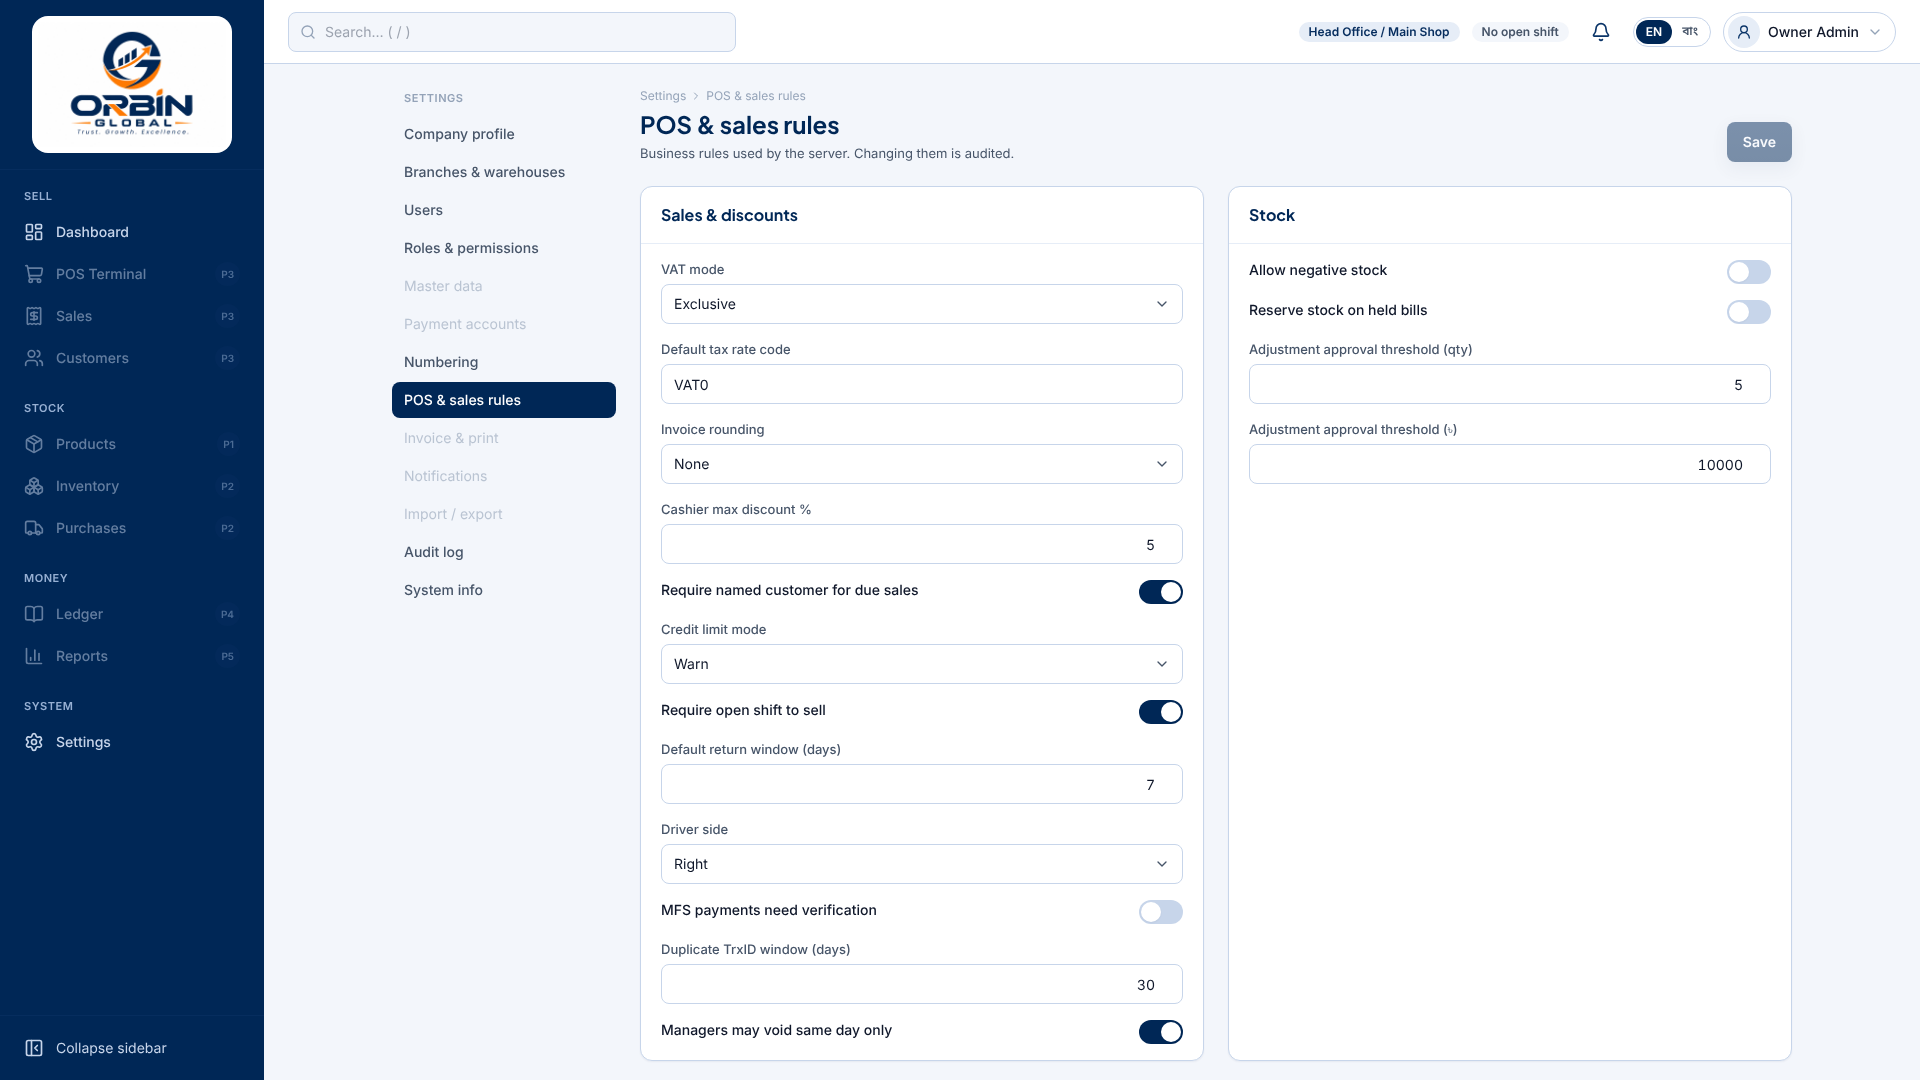 ORBIN
GLOBAL
Trust. Growth. Excellence.
SELL
Dashboard
POS Terminal P3
Sales P3
Customers P3
STOCK
Products P1
Inventory P2
Purchases P2
MONEY
Ledger P4
Reports P5
SYSTEM
Settings
Collapse sidebar
Search... ( / )
Head Office / Main Shop
No open shift
EN বাং
Owner Admin
SETTINGS
Company profile
Branches & warehouses
Users
Roles & permissions
Master data
Payment accounts
Numbering
POS & sales rules
Invoice & print
Notifications
Import / export
Audit log
System info
Settings > POS & sales rules
POS & sales rules
Business rules used by the server. Changing them is audited.
Save
Sales & discounts
VAT mode
Exclusive
Default tax rate code
VAT0
Invoice rounding
None
Cashier max discount %
5
Require named customer for due sales
Credit limit mode
Warn
Require open shift to sell
Default return window (days)
7
Driver side
Right
MFS payments need verification
Duplicate TrxID window (days)
30
Managers may void same day only
Stock
Allow negative stock
Reserve stock on held bills
Adjustment approval threshold (qty)
5
Adjustment approval threshold (৳)
10000